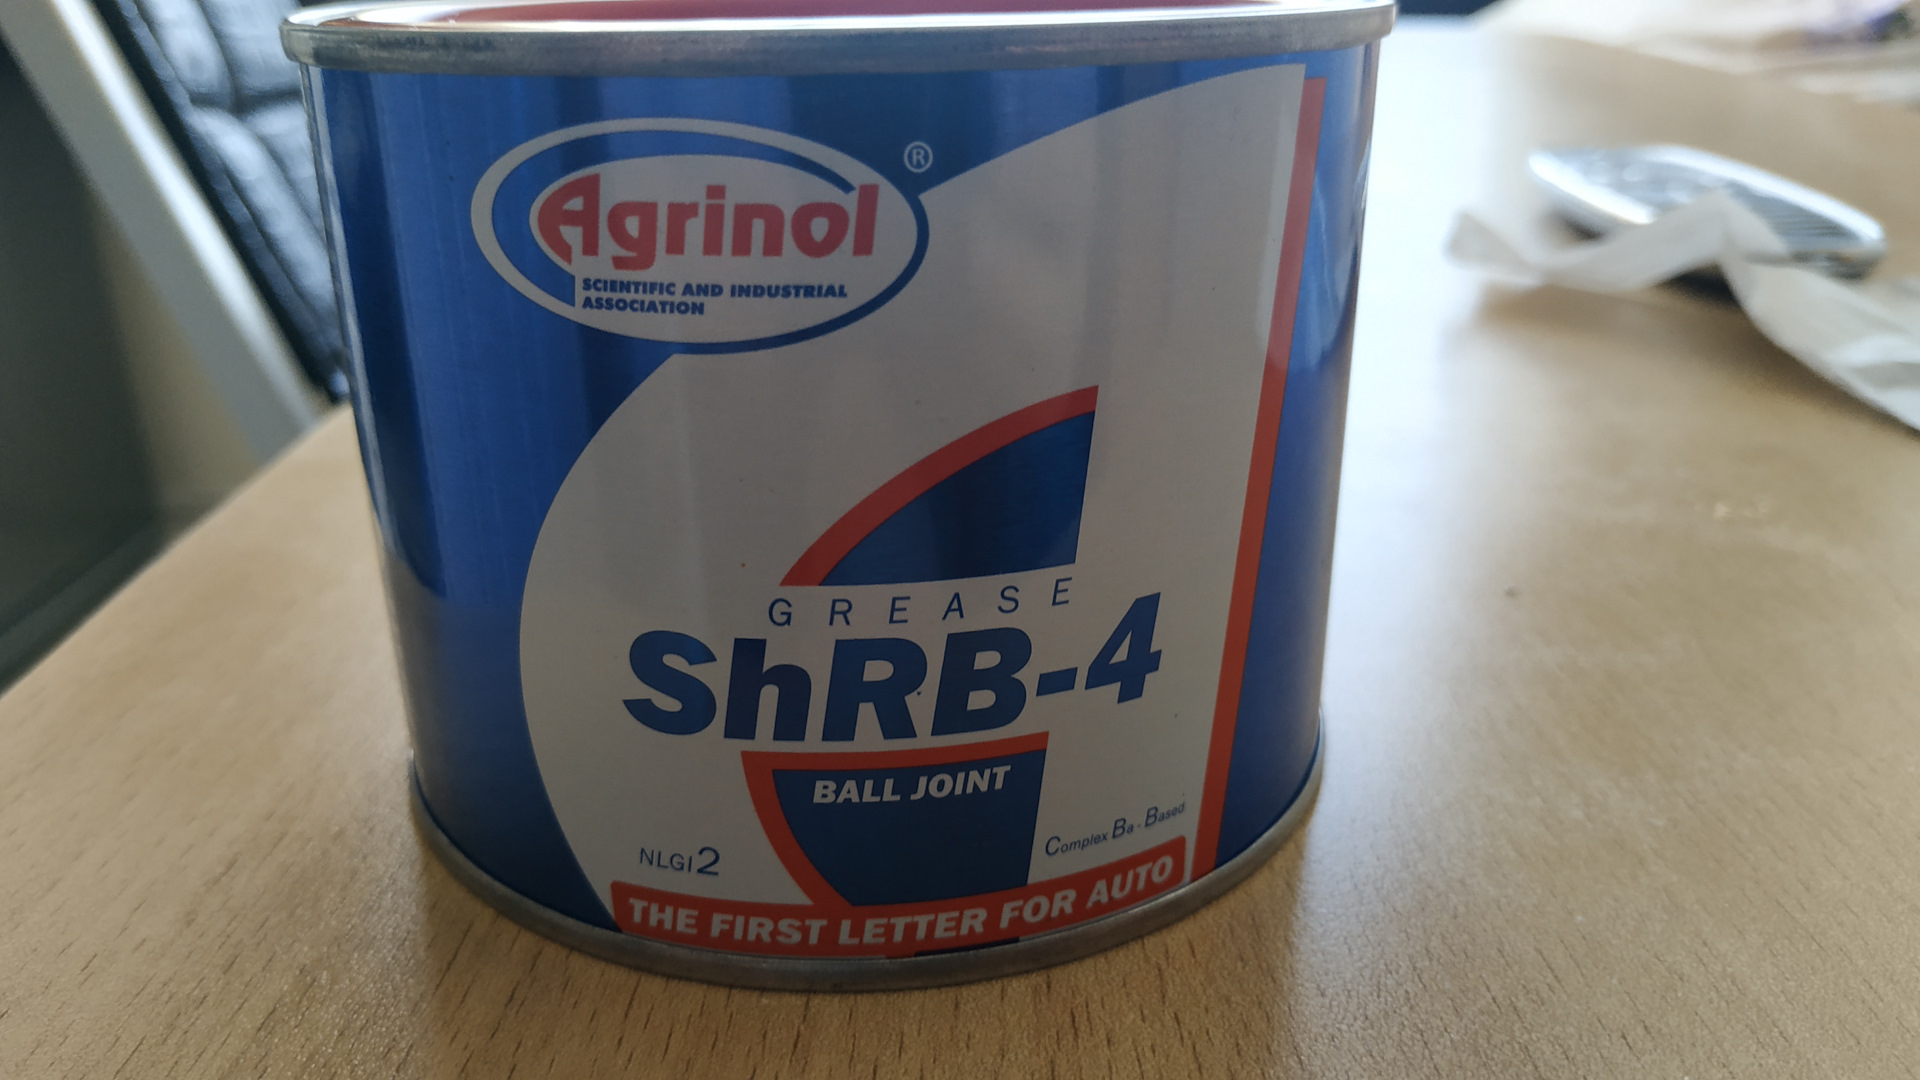 Agrinol ®
SCIENTIFIC AND INDUSTRIAL
ASSOCIATION
GREASE
ShRB-4
BALL JOINT
NLGI 2
Complex Ba-Based
THE FIRST LETTER FOR AUTO